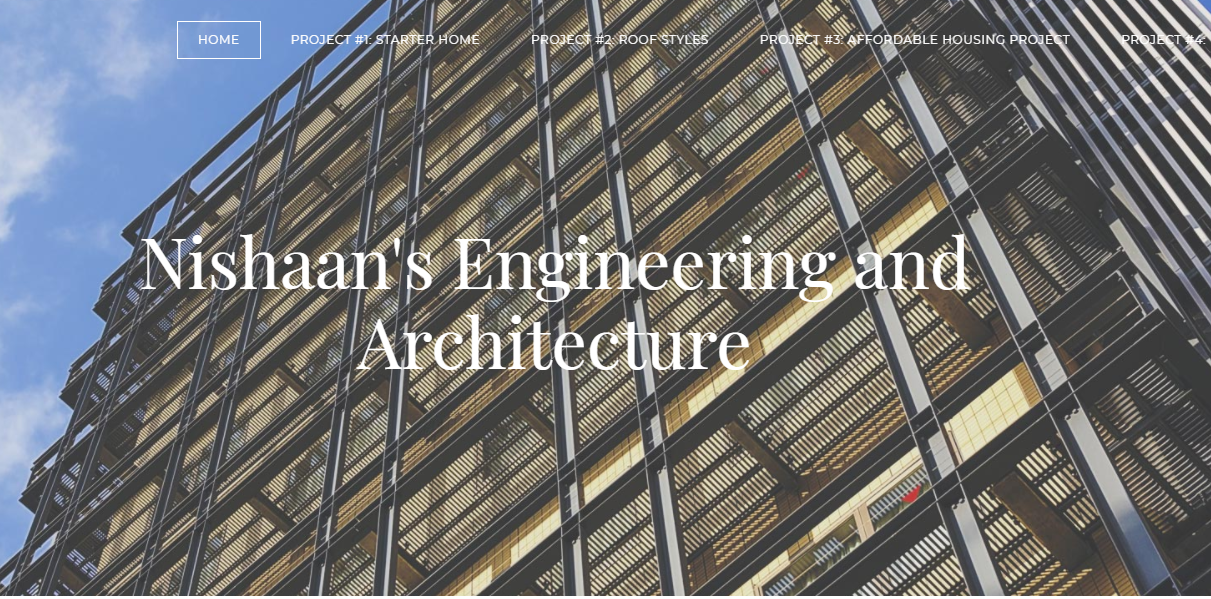 HOME PROJECT #1: STARTER HOME PROJECT #2: ROOF STYLES PROJECT #3: AFFORDABLE HOUSING PROJECT PROJECT #4:
Nishaan's Engineering and
Architecture